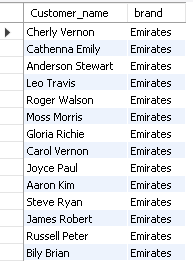 Customer_name brand
Cherly Vernon Emirates
Cathenna Emily Emirates
Anderson Stewart Emirates
Leo Travis Emirates
Roger Walson Emirates
Moss Morris Emirates
Gloria Richie Emirates
Carol Vernon Emirates
Joyce Paul Emirates
Aaron Kim Emirates
Steve Ryan Emirates
James Robert Emirates
Russell Peter Emirates
Bily Brian Emirates